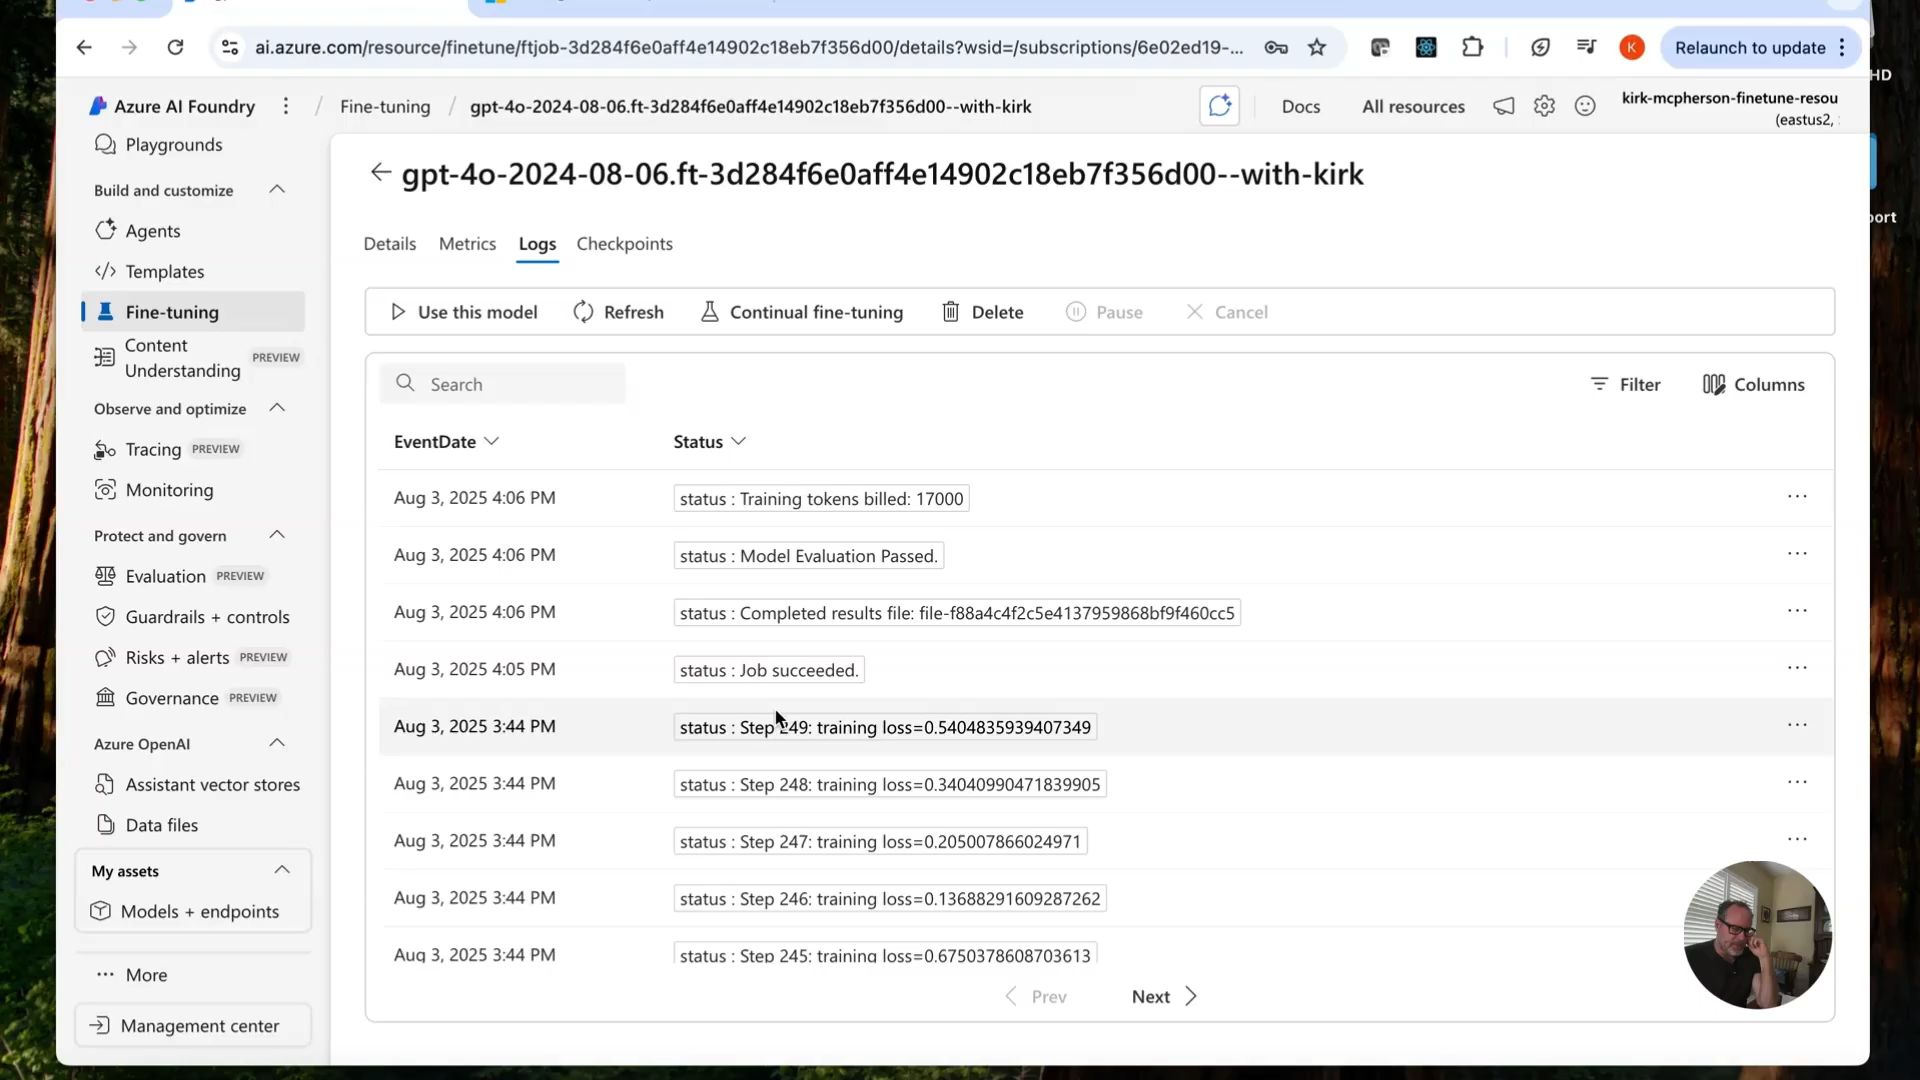 ai.azure.com/resource/finetune/ftjob-3d284f6e0aff4e14902c18eb7f356d00/details?wsid=/subscriptions/6e02ed19-...
K
Relaunch to update
HD
Azure AI Foundry
/ Fine-tuning / gpt-4o-2024-08-06.ft-3d284f6e0aff4e14902c18eb7f356d00--with-kirk
Docs
All resources
kirk-mcpherson-finetune-resou
(eastus2,
Playgrounds
Build and customize
Agents
Templates
Fine-tuning
Content
Understanding
PREVIEW
Observe and optimize
Tracing PREVIEW
Monitoring
Protect and govern
Evaluation PREVIEW
Guardrails + controls
Risks + alerts PREVIEW
Governance PREVIEW
Azure OpenAI
Assistant vector stores
Data files
My assets
Models + endpoints
More
Management center
gpt-4o-2024-08-06.ft-3d284f6e0aff4e14902c18eb7f356d00--with-kirk
Details Metrics Logs Checkpoints
Use this model Refresh Continual fine-tuning Delete Pause Cancel
Search
Filter
Columns
EventDate Status
Aug 3, 2025 4:06 PM status : Training tokens billed: 17000
Aug 3, 2025 4:06 PM status : Model Evaluation Passed.
Aug 3, 2025 4:06 PM status : Completed results file: file-f88a4c4f2c5e4137959868bf9f460cc5
Aug 3, 2025 4:05 PM status : Job succeeded.
Aug 3, 2025 3:44 PM status : Step 249: training loss=0.5404835939407349
Aug 3, 2025 3:44 PM status : Step 248: training loss=0.34040990471839905
Aug 3, 2025 3:44 PM status : Step 247: training loss=0.205007866024971
Aug 3, 2025 3:44 PM status : Step 246: training loss=0.13688291609287262
Aug 3, 2025 3:44 PM status : Step 245: training loss=0.6750378608703613
Prev Next
port